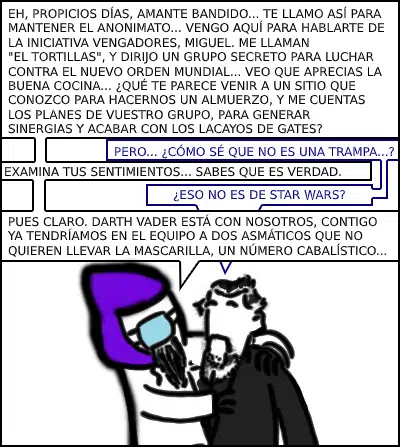 EH, PROPICIOS DÍAS, AMANTE BANDIDO... TE LLAMO ASÍ PARA
MANTENER EL ANONIMATO... VENGO AQUÍ PARA HABLARTE DE
LA INICIATIVA VENGADORES, MIGUEL. ME LLAMAN
"EL TORTILLAS", Y DIRIJO UN GRUPO SECRETO PARA LUCHAR
CONTRA EL NUEVO ORDEN MUNDIAL... VEO QUE APRECIAS LA
BUENA COCINA... ¿QUÉ TE PARECE VENIR A UN SITIO QUE
CONOZCO PARA HACERNOS UN ALMUERZO, Y ME CUENTAS
LOS PLANES DE VUESTRO GRUPO, PARA GENERAR
SINERGIAS Y ACABAR CON LOS LACAYOS DE GATES?
PERO... ¿CÓMO SÉ QUE NO ES UNA TRAMPA...?
EXAMINA TUS SENTIMIENTOS... SABES QUE ES VERDAD.
¿ESO NO ES DE STAR WARS?
PUES CLARO. DARTH VADER ESTÁ CON NOSOTROS, CONTIGO
YA TENDRÍAMOS EN EL EQUIPO A DOS ASMÁTICOS QUE NO
QUIEREN LLEVAR LA MASCARILLA, UN NÚMERO CABALÍSTICO...